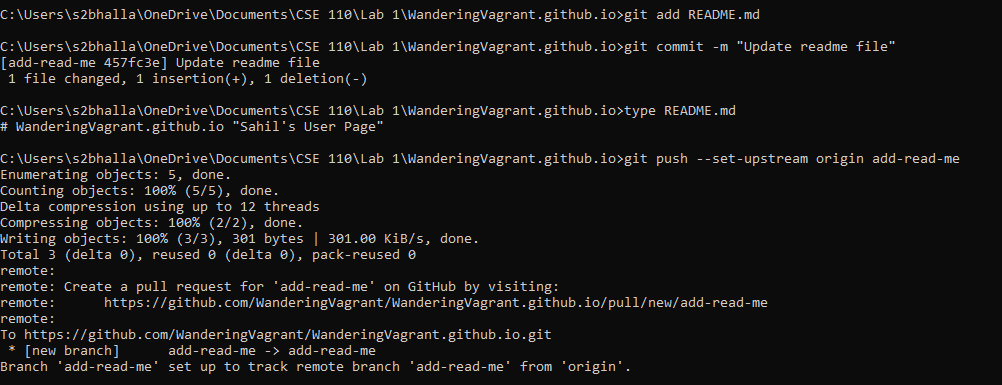 C:\Users\s2bhalla\OneDrive\Documents\CSE 110\Lab 1\WanderingVagrant.github.io>git add README.md
C:\Users\s2bhalla\OneDrive\Documents\CSE 110\Lab 1\WanderingVagrant.github.io>git commit -m "Update readme file"
[add-read-me 457fc3e] Update readme file
 1 file changed, 1 insertion(+), 1 deletion(-)
C:\Users\s2bhalla\OneDrive\Documents\CSE 110\Lab 1\WanderingVagrant.github.io>type README.md
# WanderingVagrant.github.io "Sahil's User Page"
C:\Users\s2bhalla\OneDrive\Documents\CSE 110\Lab 1\WanderingVagrant.github.io>git push --set-upstream origin add-read-me
Enumerating objects: 5, done.
Counting objects: 100% (5/5), done.
Delta compression using up to 12 threads
Compressing objects: 100% (2/2), done.
Writing objects: 100% (3/3), 301 bytes | 301.00 KiB/s, done.
Total 3 (delta 0), reused 0 (delta 0), pack-reused 0
remote:
remote: Create a pull request for 'add-read-me' on GitHub by visiting:
remote:      https://github.com/WanderingVagrant/WanderingVagrant.github.io/pull/new/add-read-me
remote:
To https://github.com/WanderingVagrant/WanderingVagrant.github.io.git
 * [new branch]      add-read-me -> add-read-me
Branch 'add-read-me' set up to track remote branch 'add-read-me' from 'origin'.